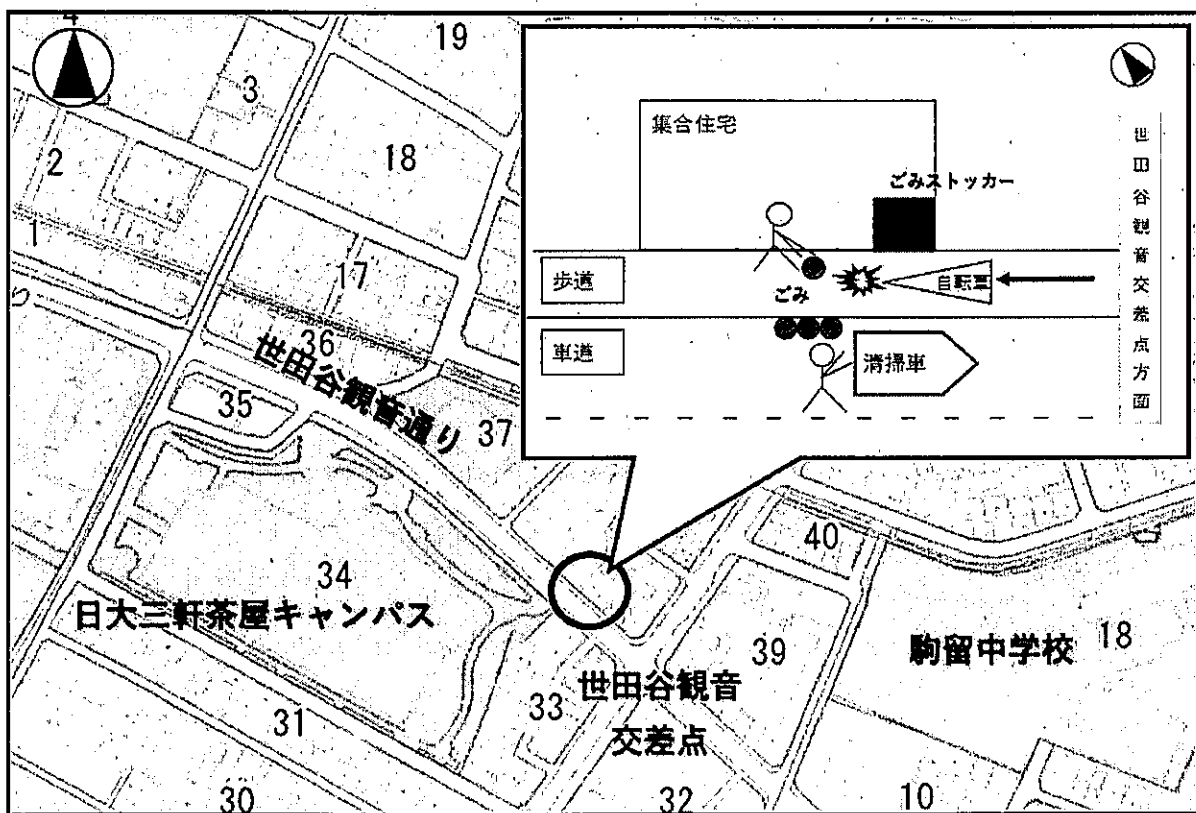 4
19
3
18
2
1
17
36
世田谷観音通り
35
37
34
日大三軒茶屋キャンパス
40
39
駒留中学校
18
世田谷観音
交差点
33
31
30
32
10
集合住宅
ごみストッカー
歩道
ごみ
自転車
車道
清掃車
世田谷観音交差点方面